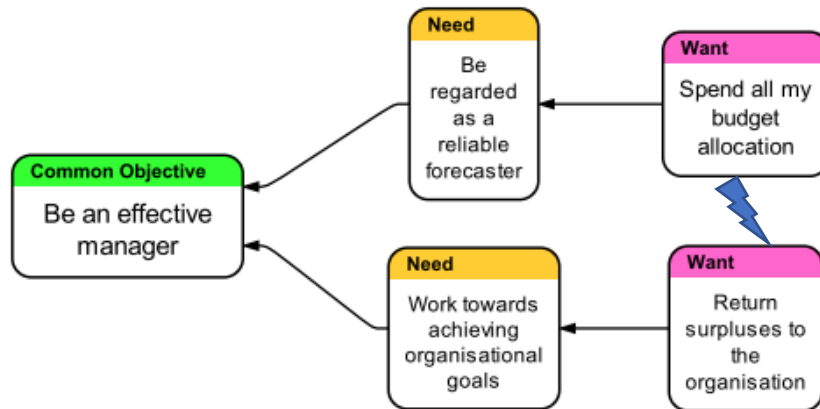 Need
Be
regarded
as a
reliable
forecaster
Want
Spend all my
budget
allocation
Common Objective
Be an effective
manager
Need
Work towards
achieving
organisational
goals
Want
Return
surpluses to
the
organisation